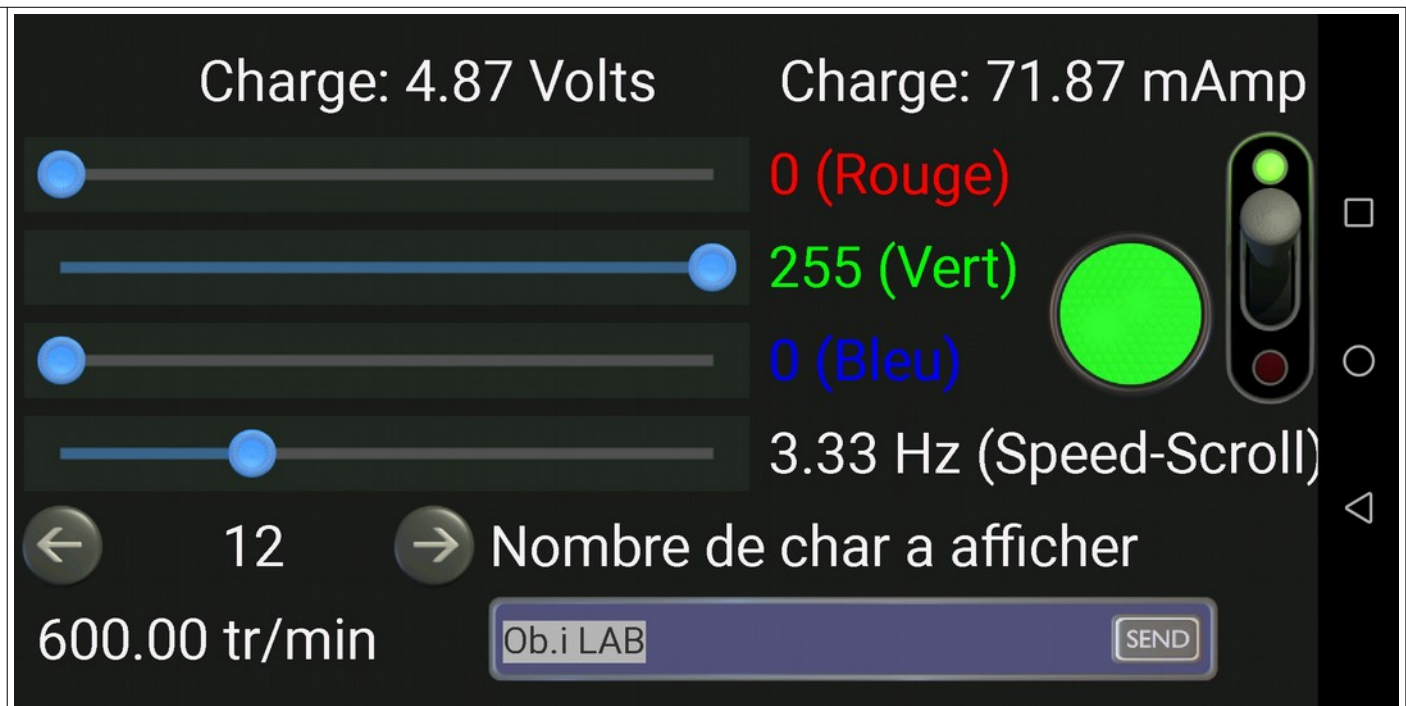 Charge: 4.87 Volts
Charge: 71.87 mAmp
0 (Rouge)
255 (Vert)
0 (Bleu)
3.33 Hz (Speed-Scroll)
12
Nombre de char a afficher
600.00 tr/min
Ob.i LAB
SEND